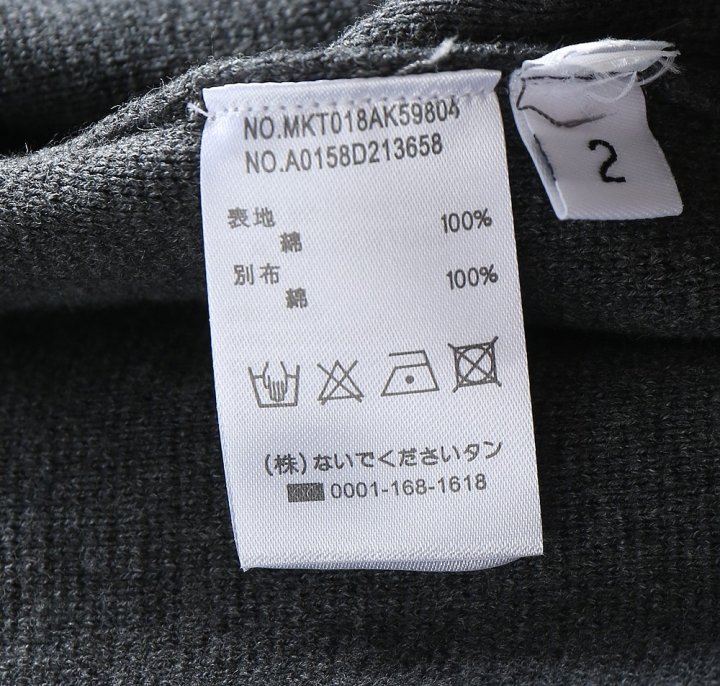 NO.MKT018AK59804
NO.A0158D213658
表地
綿 100%
別布
綿 100%
(株)ないでくださいタン
0001-168-1618
2